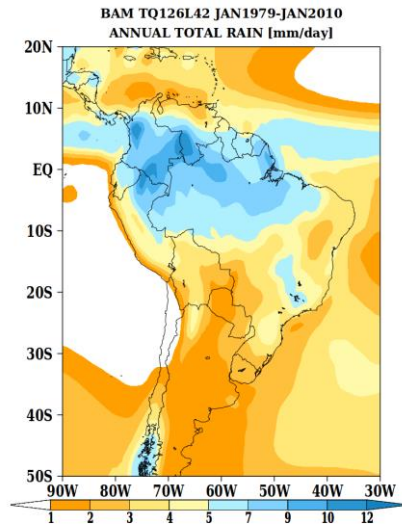 BAM TQ126L42 JAN1979-JAN2010
ANNUAL TOTAL RAIN [mm/day]
20N
10N
EQ
10S
20S
30S
40S
50S
90W 80W 70W 60W 50W 40W 30W
1 2 3 4 5 7 9 10 12